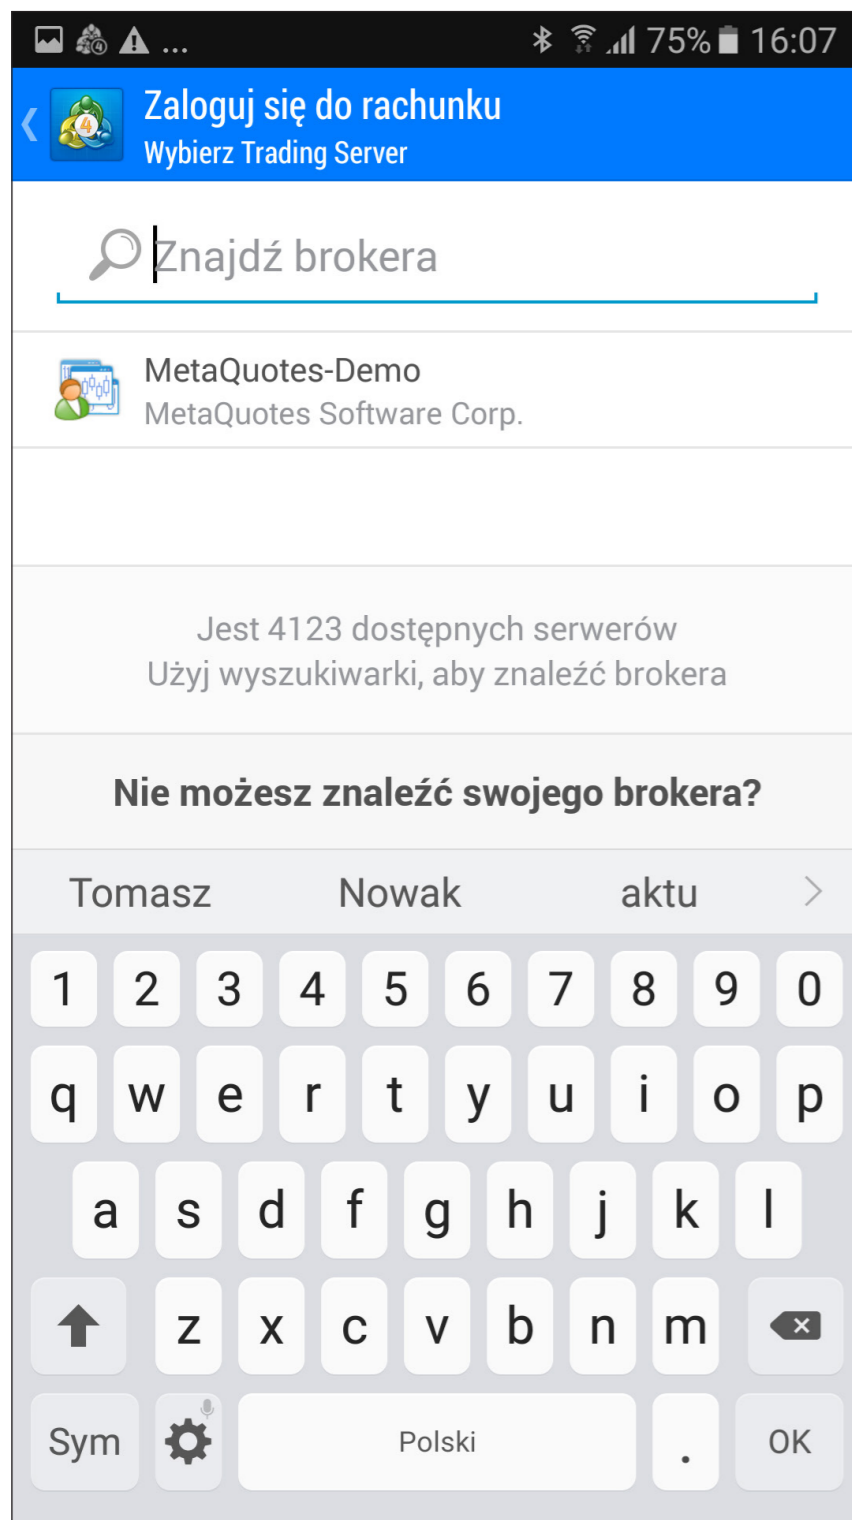 ... 75% 16:07
4 Zaloguj się do rachunku
Wybierz Trading Server
Znajdź brokera
MetaQuotes-Demo
MetaQuotes Software Corp.
Jest 4123 dostępnych serwerów
Użyj wyszukiwarki, aby znaleźć brokera
Nie możesz znaleźć swojego brokera?
Tomasz Nowak aktu
1 2 3 4 5 6 7 8 9 0
q w e r t y u i o p
a s d f g h j k l
z x c v b n m
Sym Polski . OK